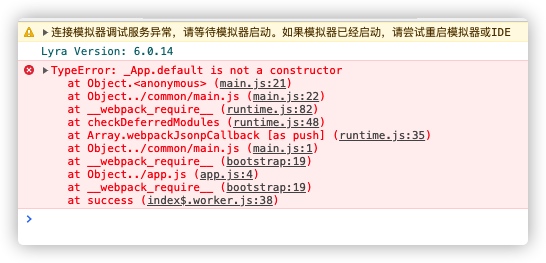 ▶连接模拟器调试服务异常，请等待模拟器启动。如果模拟器已经启动，请尝试重启模拟器或IDE
Lyra Version: 6.0.14
▶TypeError: _App.default is not a constructor
at Object.<anonymous> (main.js:21)
at Object../common/main.js (main.js:22)
at __webpack_require__ (runtime.js:82)
at checkDeferredModules (runtime.js:48)
at Array.webpackJsonpCallback [as push] (runtime.js:35)
at Object../common/main.js (main.js:1)
at __webpack_require__ (bootstrap:19)
at Object../app.js (app.js:4)
at __webpack_require__ (bootstrap:19)
at success (index$.worker.js:38)